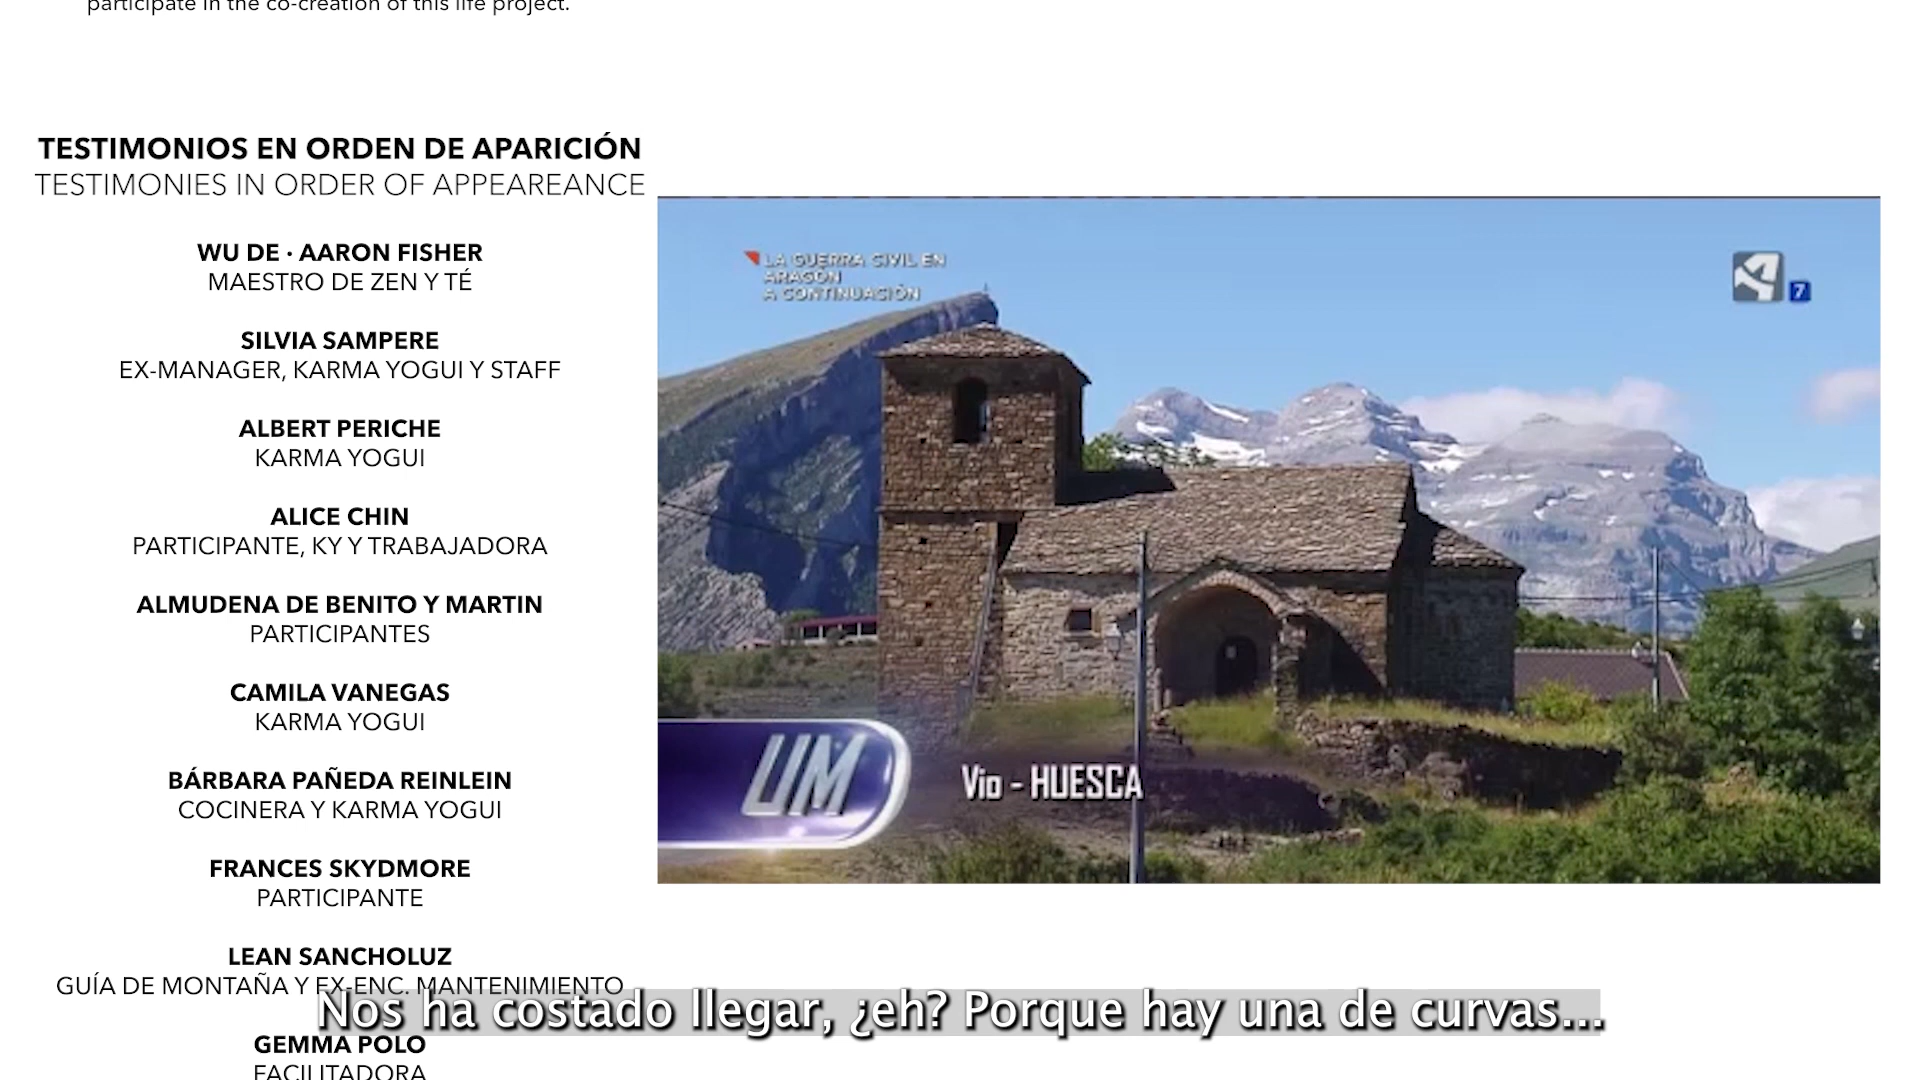 participate in the co-creation of this life project.
TESTIMONIOS EN ORDEN DE APARICIÓN
TESTIMONIES IN ORDER OF APPEAREANCE
WU DE · AARON FISHER
MAESTRO DE ZEN Y TÉ
SILVIA SAMPERE
EX-MANAGER, KARMA YOGUI Y STAFF
ALBERT PERICHE
KARMA YOGUI
ALICE CHIN
PARTICIPANTE, KY Y TRABAJADORA
ALMUDENA DE BENITO Y MARTIN
PARTICIPANTES
CAMILA VANEGAS
KARMA YOGUI
BÁRBARA PAÑEDA REINLEIN
COCINERA Y KARMA YOGUI
FRANCES SKYDMORE
PARTICIPANTE
LEAN SANCHOLUZ
GUÍA DE MONTAÑA Y EX-ENC. MANTENIMIENTO
GEMMA POLO
FACILITADORA
LA GUERRA CIVIL EN
ARAGÓN
A CONTINUACIÓN
7
UM
Vio - HUESCA
Nos ha costado llegar, ¿eh? Porque hay una de curvas...